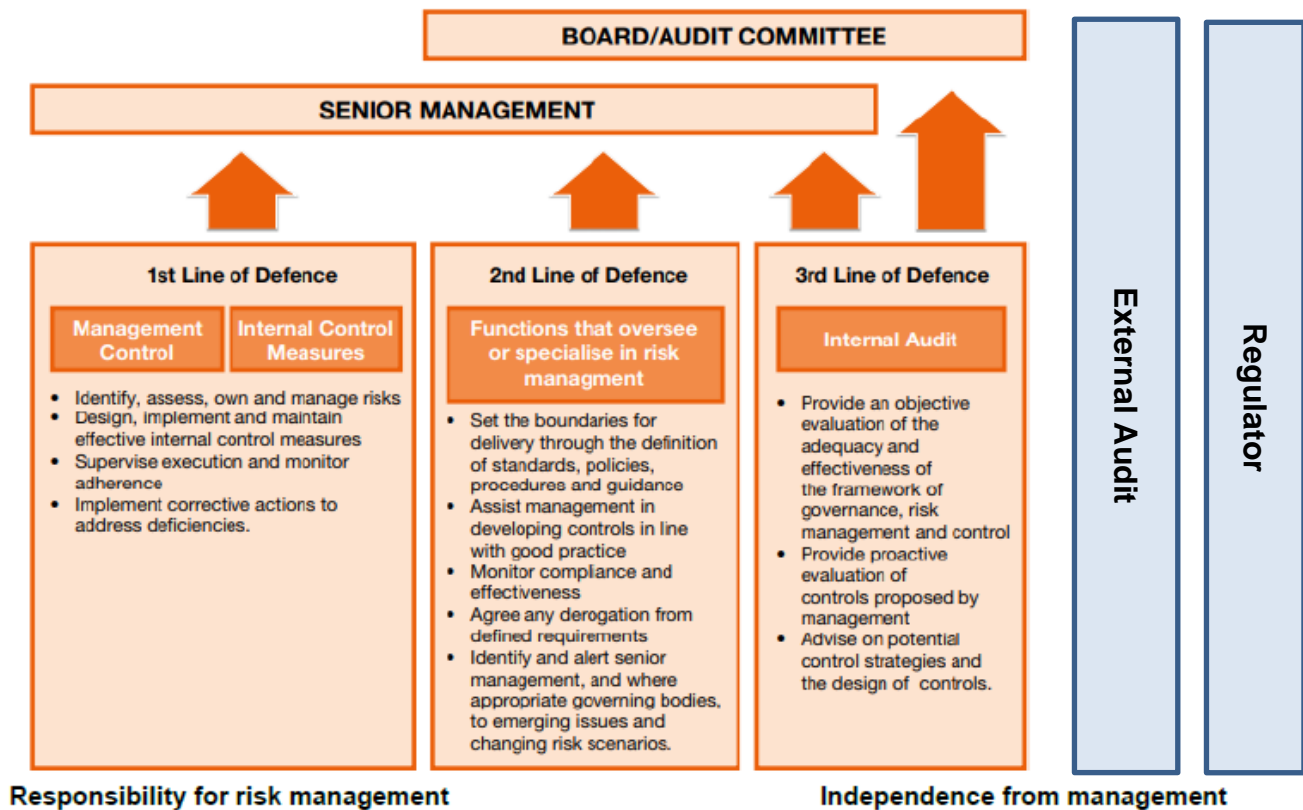 BOARD/AUDIT COMMITTEE
SENIOR MANAGEMENT
1st Line of Defence
Management
Control
Internal Control
Measures
• Identify, assess, own and manage risks
• Design, implement and maintain
effective internal control measures
• Supervise execution and monitor
adherence
• Implement corrective actions to
address deficiencies.
2nd Line of Defence
Functions that oversee
or specialise in risk
managment
• Set the boundaries for
delivery through the definition
of standards, policies,
procedures and guidance
• Assist management in
developing controls in line
with good practice
• Monitor compliance and
effectiveness
• Agree any derogation from
defined requirements
• Identify and alert senior
management, and where
appropriate governing bodies,
to emerging issues and
changing risk scenarios.
3rd Line of Defence
Internal Audit
• Provide an objective
evaluation of the
adequacy and
effectiveness of
the framework of
governance, risk
management and control
• Provide proactive
evaluation of
controls proposed by
management
• Advise on potential
control strategies and
the design of controls.
External Audit
Regulator
Responsibility for risk management
Independence from management